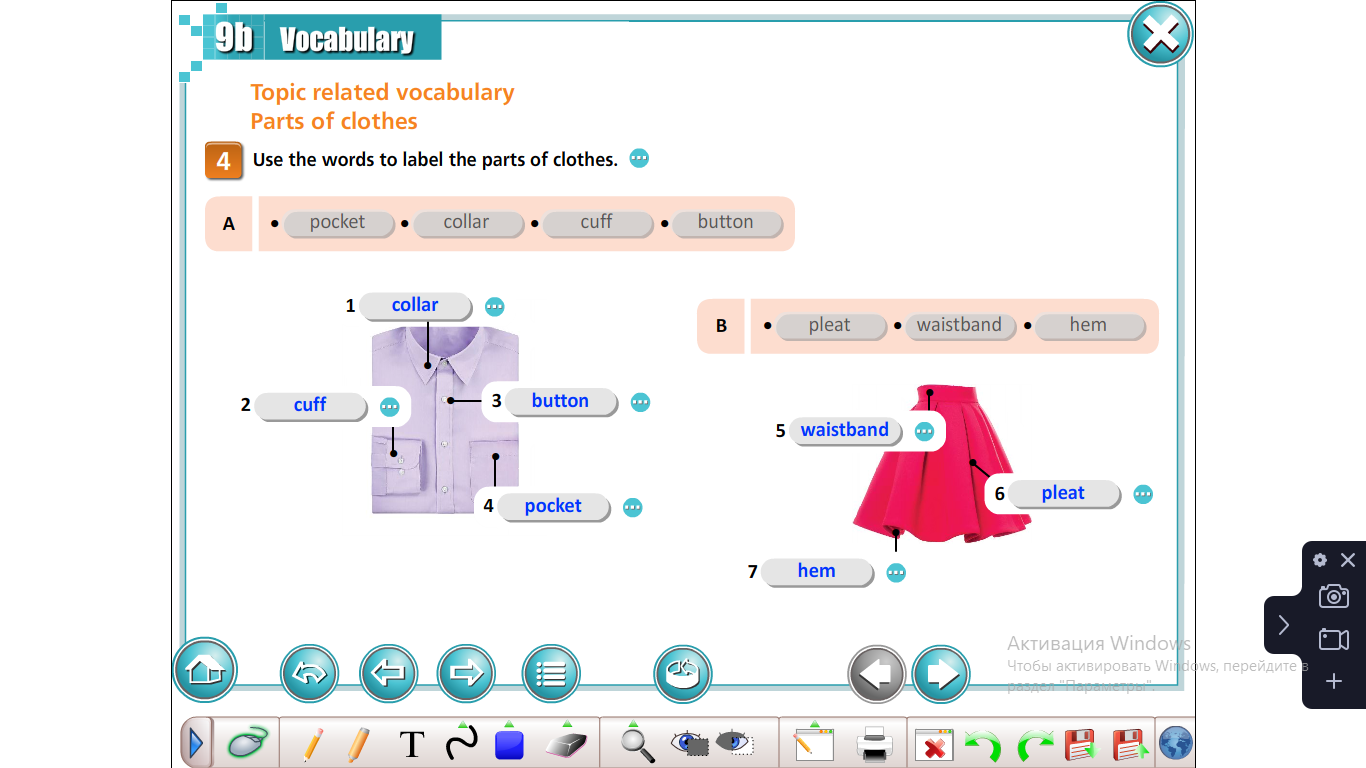 9b Vocabulary
Topic related vocabulary
Parts of clothes
4 Use the words to label the parts of clothes.
A • pocket • collar • cuff • button
1 collar
B • pleat • waistband • hem
2 cuff
3 button
5 waistband
4 pocket
6 pleat
7 hem
Активация Windows
Чтобы активировать Windows, перейдите в
раздел "Параметры".
T